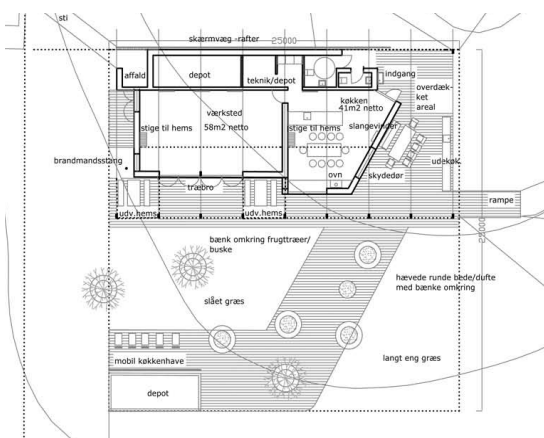 sti
skærmvæg -rafter
25000
affald
depot
teknik/depot
indgang
overdæk-
ket
areal
værksted
58m2 netto
køkken
41m2 netto
stige til hems
stige til hems
slangevinder
brandmandsstang
udekøk.
skydedør
ovn
træbro
rampe
udv.hems
udv.hems
25000
bænk omkring frugttræer/
buske
hævede runde bede/dufte
med bænke omkring
slået græs
mobil køkkenhave
langt eng græs
depot